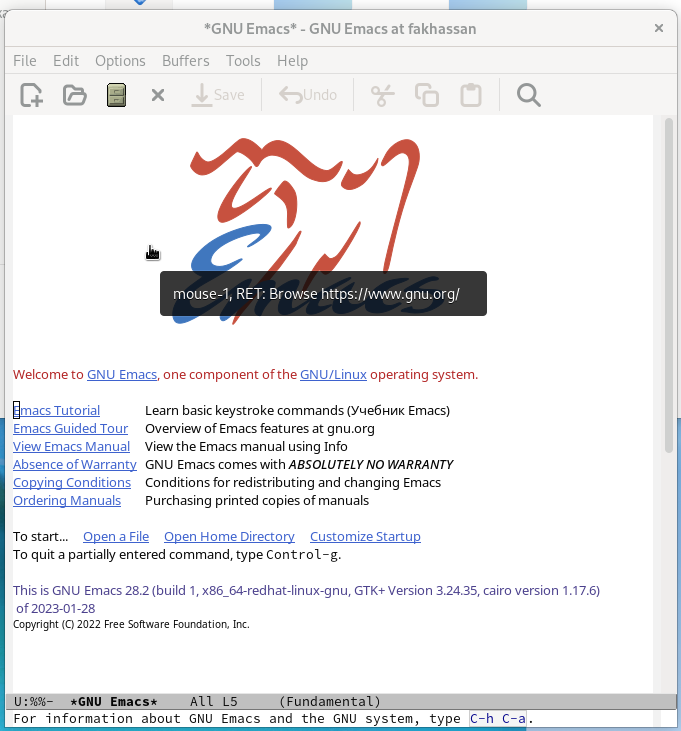 *GNU Emacs* - GNU Emacs at fakhassan
File Edit Options Buffers Tools Help
Save Undo
Emacs
mouse-1, RET: Browse https://www.gnu.org/
Welcome to GNU Emacs, one component of the GNU/Linux operating system.
Emacs Tutorial Learn basic keystroke commands (Учебник Emacs)
Emacs Guided Tour Overview of Emacs features at gnu.org
View Emacs Manual View the Emacs manual using Info
Absence of Warranty GNU Emacs comes with ABSOLUTELY NO WARRANTY
Copying Conditions Conditions for redistributing and changing Emacs
Ordering Manuals Purchasing printed copies of manuals
To start... Open a File Open Home Directory Customize Startup
To quit a partially entered command, type Control-g.
This is GNU Emacs 28.2 (build 1, x86_64-redhat-linux-gnu, GTK+ Version 3.24.35, cairo version 1.17.6)
of 2023-01-28
Copyright (C) 2022 Free Software Foundation, Inc.
U:%%- *GNU Emacs* All L5 (Fundamental)
For information about GNU Emacs and the GNU system, type C-h C-a.